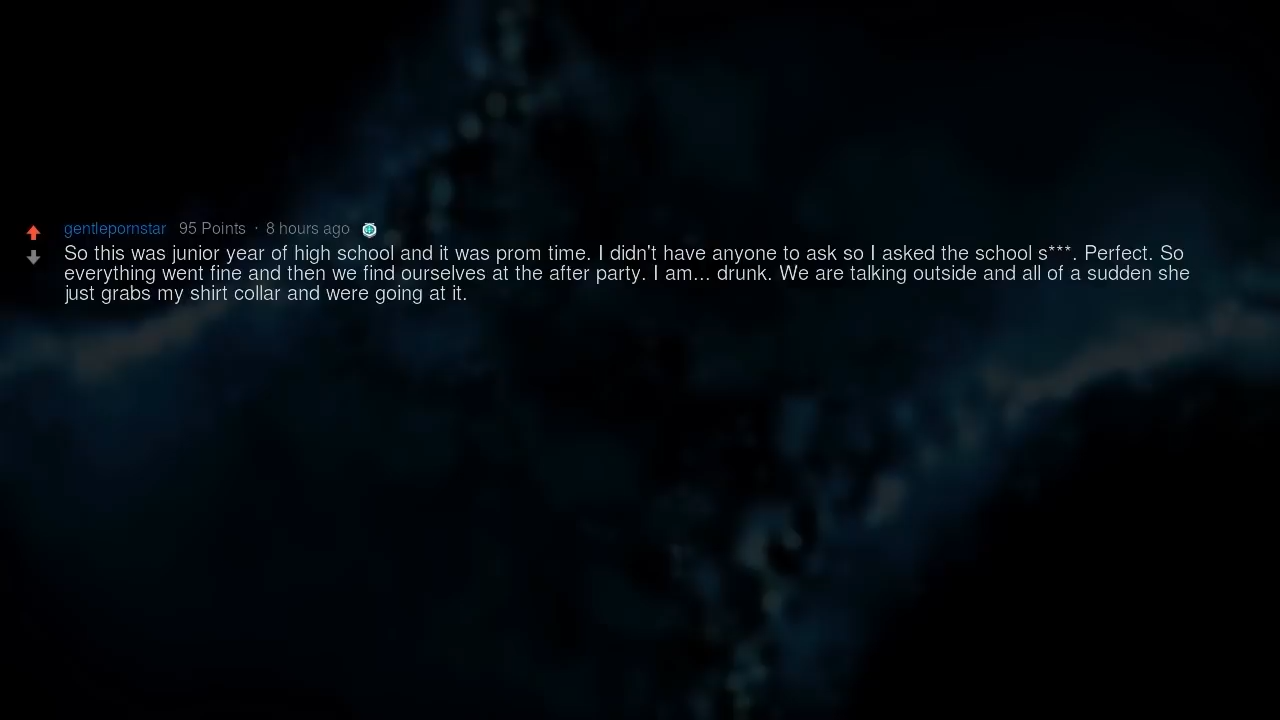 gentlepornstar 95 Points · 8 hours ago
So this was junior year of high school and it was prom time. I didn't have anyone to ask so I asked the school s***. Perfect. So
everything went fine and then we find ourselves at the after party. I am... drunk. We are talking outside and all of a sudden she
just grabs my shirt collar and were going at it.